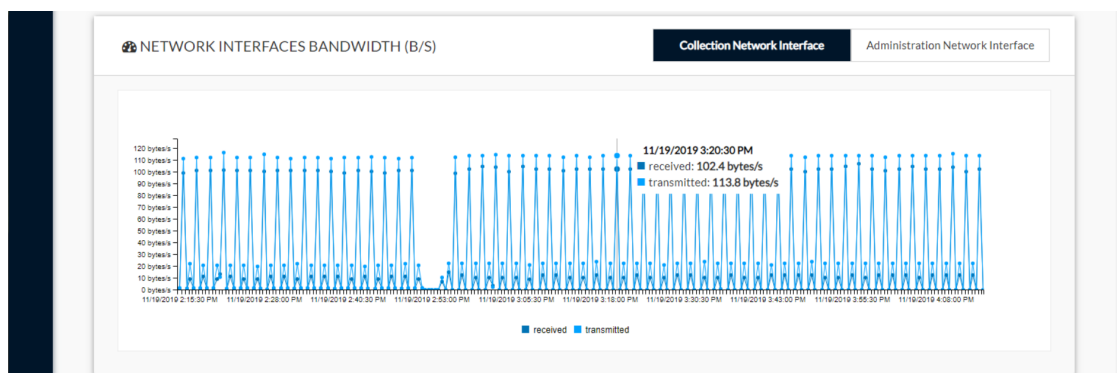 NETWORK INTERFACES BANDWIDTH (B/S)
Collection Network Interface
Administration Network Interface
120 bytes/s
110 bytes/s
100 bytes/s
90 bytes/s
80 bytes/s
70 bytes/s
60 bytes/s
50 bytes/s
40 bytes/s
30 bytes/s
20 bytes/s
10 bytes/s
0 bytes/s
11/19/2019 3:20:30 PM
received: 102.4 bytes/s
transmitted: 113.8 bytes/s
11/19/2019 2:15:30 PM 11/19/2019 2:28:00 PM 11/19/2019 2:40:30 PM 11/19/2019 2:53:00 PM 11/19/2019 3:05:30 PM 11/19/2019 3:18:00 PM 11/19/2019 3:30:30 PM 11/19/2019 3:43:00 PM 11/19/2019 3:55:30 PM 11/19/2019 4:08:00 PM
received transmitted